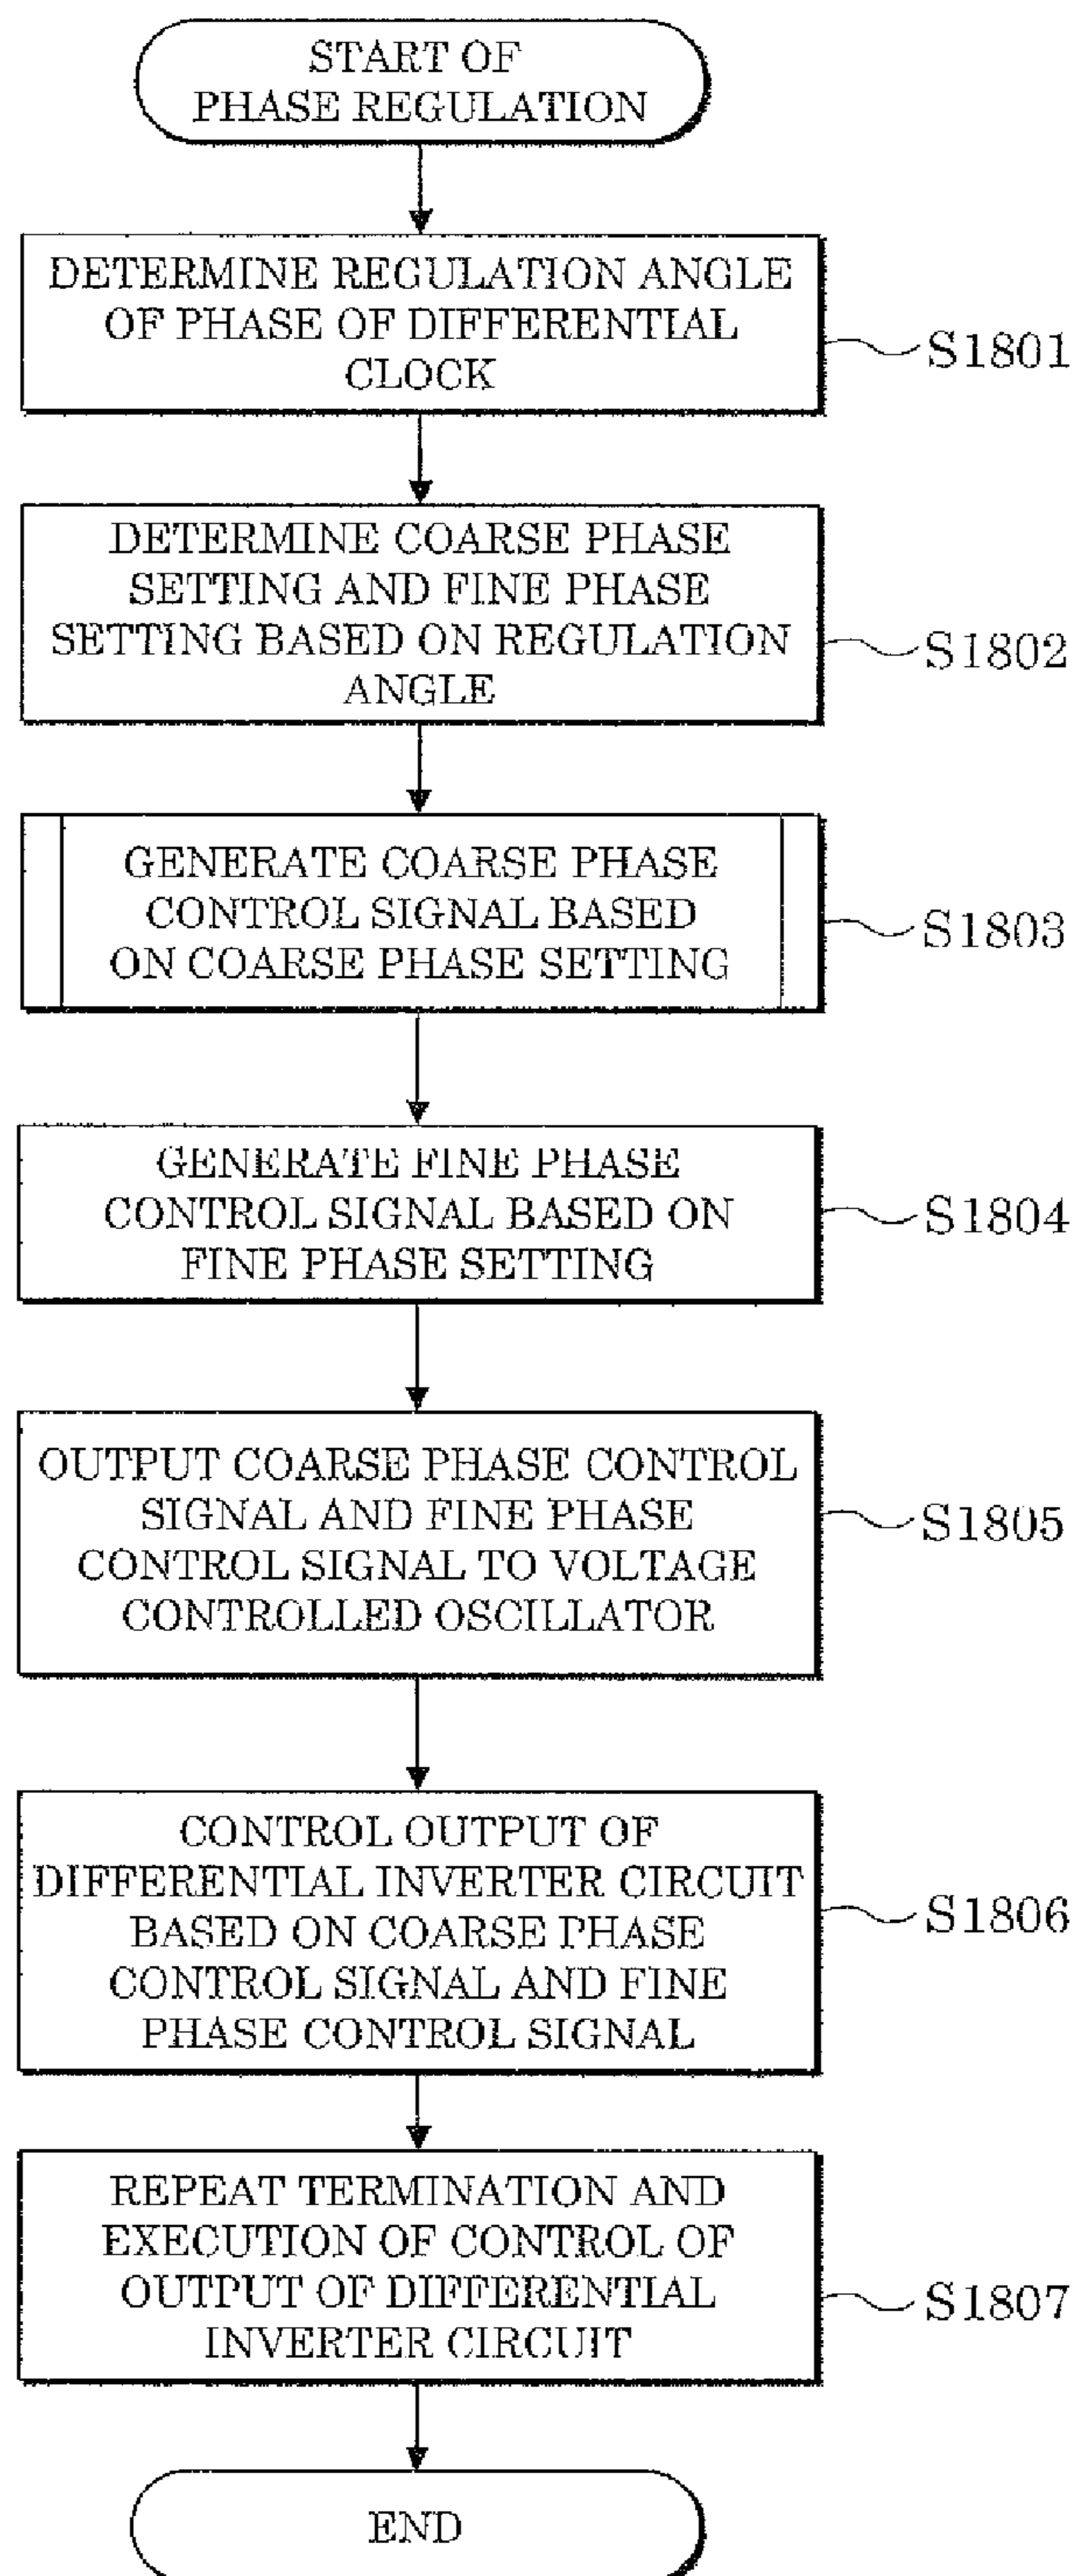 START OF
PHASE REGULATION
DETERMINE REGULATION ANGLE
OF PHASE OF DIFFERENTIAL
CLOCK
S1801
DETERMINE COARSE PHASE
SETTING AND FINE PHASE
SETTING BASED ON REGULATION
ANGLE
S1802
GENERATE COARSE PHASE
CONTROL SIGNAL BASED
ON COARSE PHASE SETTING
S1803
GENERATE FINE PHASE
CONTROL SIGNAL BASED ON
FINE PHASE SETTING
S1804
OUTPUT COARSE PHASE CONTROL
SIGNAL AND FINE PHASE
CONTROL SIGNAL TO VOLTAGE
CONTROLLED OSCILLATOR
S1805
CONTROL OUTPUT OF
DIFFERENTIAL INVERTER CIRCUIT
BASED ON COARSE PHASE
CONTROL SIGNAL AND FINE
PHASE CONTROL SIGNAL
S1806
REPEAT TERMINATION AND
EXECUTION OF CONTROL OF
OUTPUT OF DIFFERENTIAL
INVERTER CIRCUIT
S1807
END